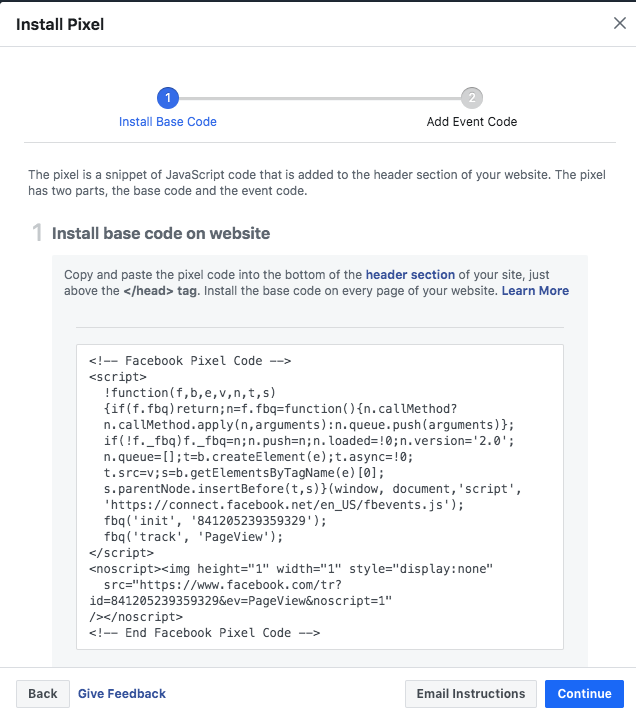 Install Pixel
1
2
Install Base Code
Add Event Code
The pixel is a snippet of JavaScript code that is added to the header section of your website. The pixel
has two parts, the base code and the event code.
1 Install base code on website
Copy and paste the pixel code into the bottom of the header section of your site, just
above the </head> tag. Install the base code on every page of your website. Learn More
<!-- Facebook Pixel Code -->
<script>
  !function(f,b,e,v,n,t,s)
  {if(f.fbq)return;n=f.fbq=function(){n.callMethod?
  n.callMethod.apply(n,arguments):n.queue.push(arguments)};
  if(!f._fbq)f._fbq=n;n.push=n;n.loaded=!0;n.version='2.0';
  n.queue=[];t=b.createElement(e);t.async=!0;
  t.src=v;s=b.getElementsByTagName(e)[0];
  s.parentNode.insertBefore(t,s)}(window, document,'script',
  'https://connect.facebook.net/en_US/fbevents.js');
  fbq('init', '841205239359329');
  fbq('track', 'PageView');
</script>
<noscript><img height="1" width="1" style="display:none"
  src="https://www.facebook.com/tr?
id=841205239359329&ev=PageView&noscript=1"
/></noscript>
<!-- End Facebook Pixel Code -->
Back
Give Feedback
Email Instructions
Continue